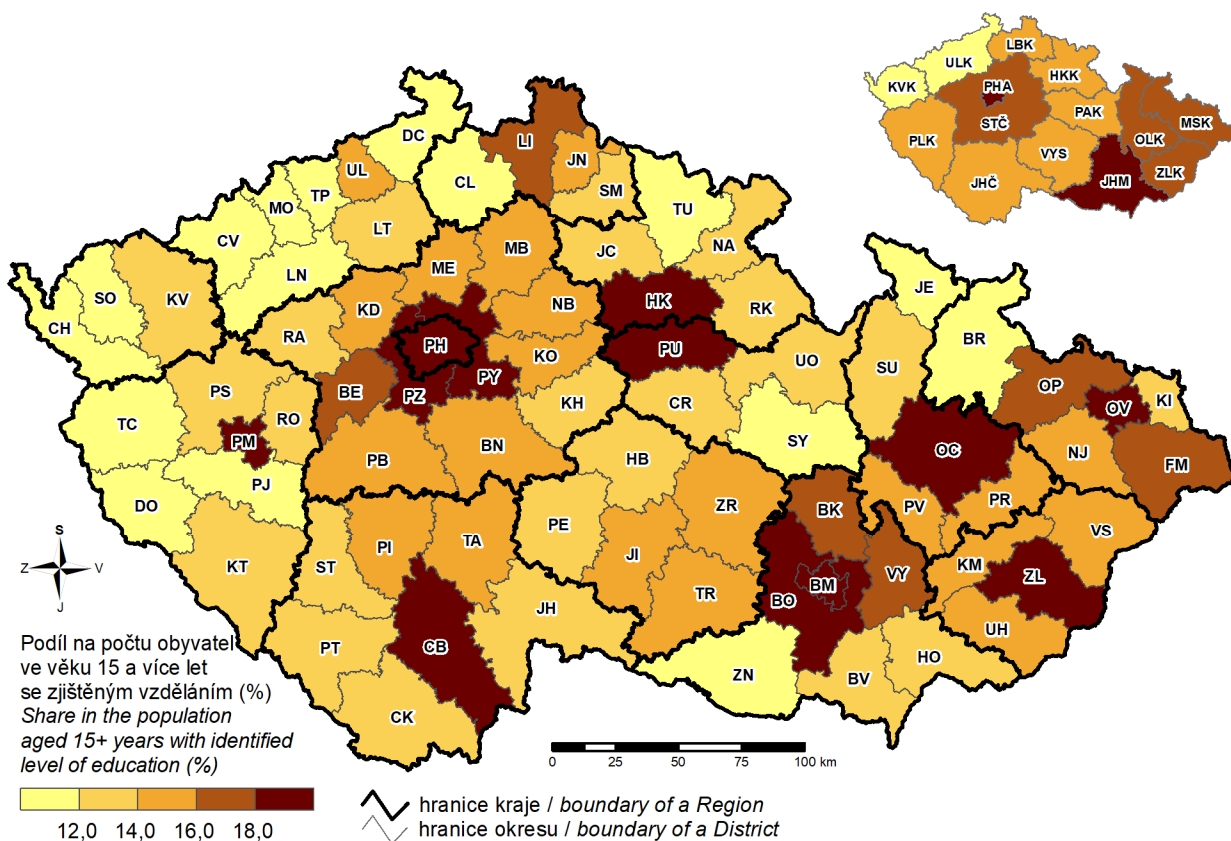 LBK
ULK
HKK
KVK
PHA
PAK
STČ
MSK
PLK
OLK
VYS
ZLK
JHČ
JHM
DC
LI
JN
UL
CL
SM
TP
MO
TU
LT
CV
NA
MB
JC
ME
LN
JE
SO
KV
NB
HK
KD
RK
CH
RA
BR
PH
PU
KO
UO
SU
PY
OP
PS
BE
PZ
OV
KI
RO
KH
CR
TC
PM
SY
OC
NJ
PB
BN
HB
FM
PJ
DO
PR
ZR
BK
PV
PE
VS
PI
TA
JI
KT
ST
KM
BM
VY
ZL
TR
BO
JH
UH
PT
CB
HO
ZN
BV
CK
S
Z V
J
Podíl na počtu obyvatel
ve věku 15 a více let
se zjištěným vzděláním (%)
Share in the population
aged 15+ years with identified
level of education (%)
12,0 14,0 16,0 18,0
0 25 50 75 100 km
hranice kraje / boundary of a Region
hranice okresu / boundary of a District